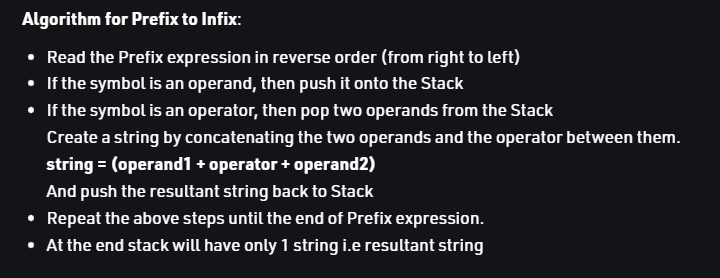 Algorithm for Prefix to Infix:
• Read the Prefix expression in reverse order (from right to left)
• If the symbol is an operand, then push it onto the Stack
• If the symbol is an operator, then pop two operands from the Stack
Create a string by concatenating the two operands and the operator between them.
string = (operand1 + operator + operand2)
And push the resultant string back to Stack
• Repeat the above steps until the end of Prefix expression.
• At the end stack will have only 1 string i.e resultant string